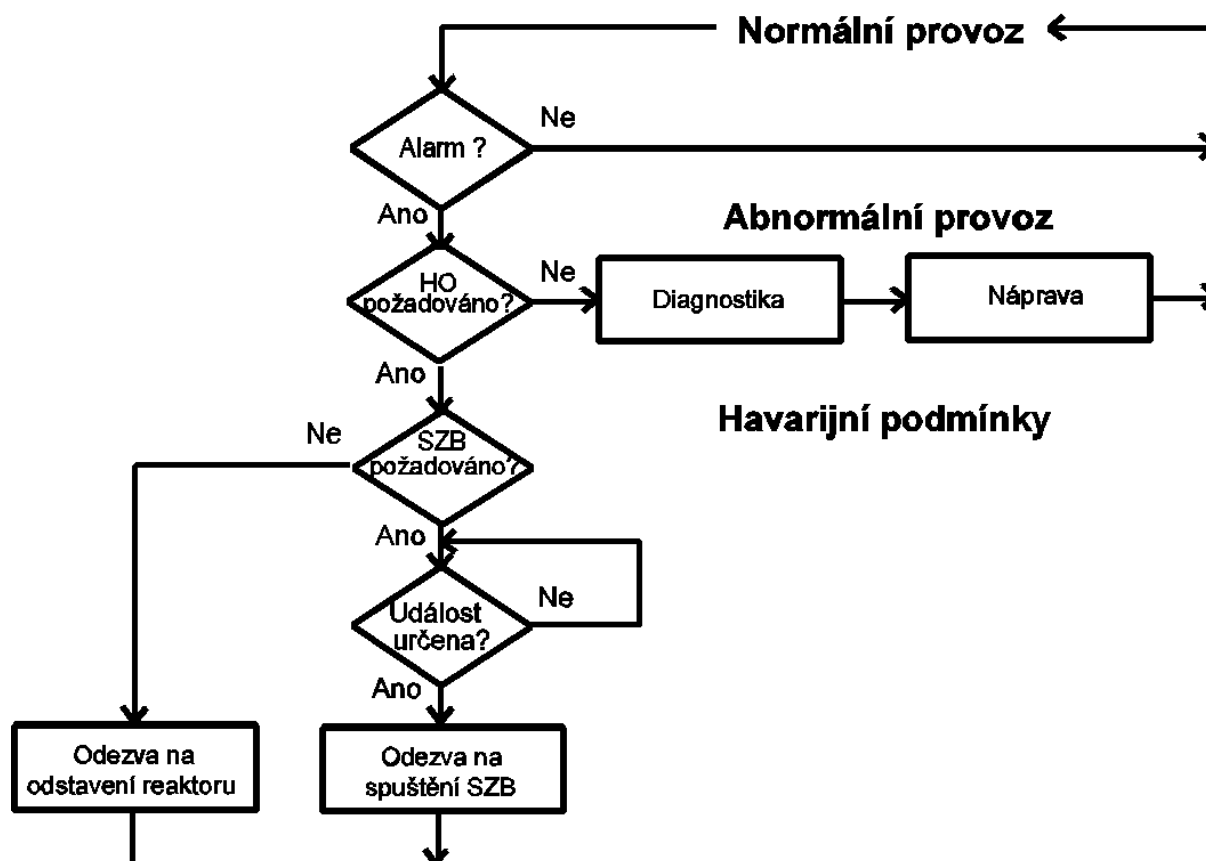 Normální provoz
Ne
Alarm ?
Ano
Abnormální provoz
HO
požadováno?
Ne
Diagnostika
Náprava
Ano
Havarijní podmínky
Ne
SZB
požadováno?
Ano
Událost
určena?
Ne
Ano
Odezva na
odstavení reaktoru
Odezva na
spuštění SZB